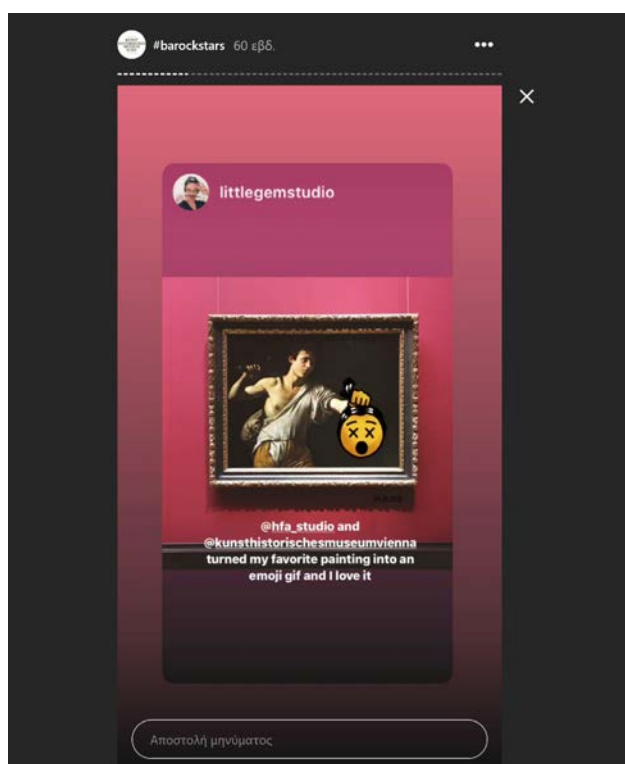 #barockstars 60 εβδ.
littlegemstudio
@hfa_studio and
@kunsthistorischesmuseumvienna
turned my favorite painting into an
emoji gif and I love it
Αποστολή μηνύματος